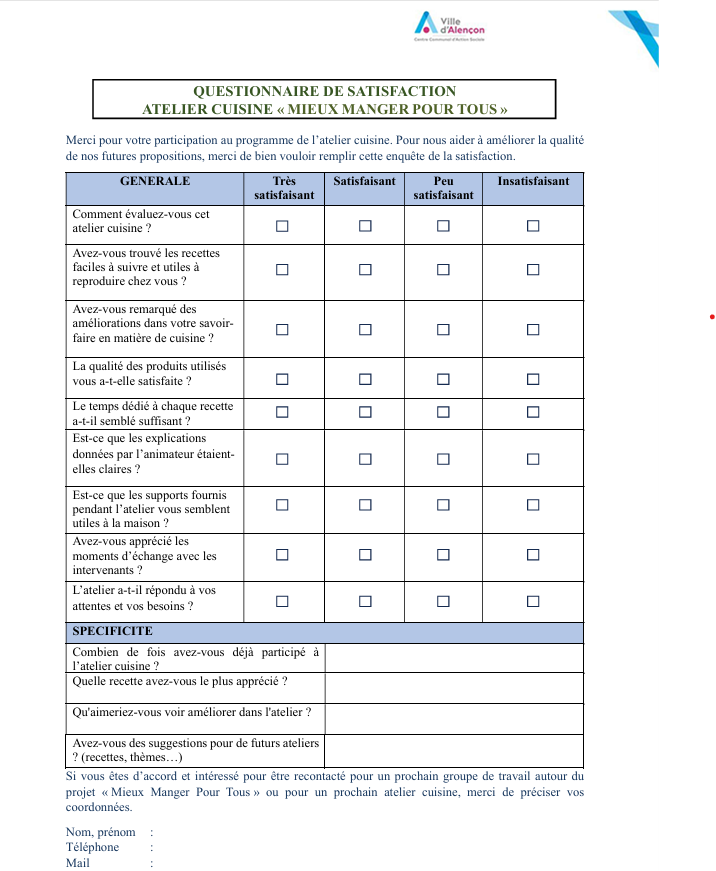 Ville
d'Alençon
Centre Communal d'Action Sociale
QUESTIONNAIRE DE SATISFACTION
ATELIER CUISINE « MIEUX MANGER POUR TOUS »
Merci pour votre participation au programme de l'atelier cuisine. Pour nous aider à améliorer la qualité
de nos futures propositions, merci de bien vouloir remplir cette enquête de la satisfaction.
GENERALE
Très
satisfaisant
Satisfaisant
Peu
satisfaisant
Insatisfaisant
Comment évaluez-vous cet
atelier cuisine ?
Avez-vous trouvé les recettes
faciles à suivre et utiles à
reproduire chez vous ?
Avez-vous remarqué des
améliorations dans votre savoir-
faire en matière de cuisine ?
La qualité des produits utilisés
vous a-t-elle satisfaite ?
Le temps dédié à chaque recette
a-t-il semblé suffisant ?
Est-ce que les explications
données par l'animateur étaient-
elles claires ?
Est-ce que les supports fournis
pendant l'atelier vous semblent
utiles à la maison ?
Avez-vous apprécié les
moments d'échange avec les
intervenants ?
L'atelier a-t-il répondu à vos
attentes et vos besoins ?
SPECIFICITE
Combien de fois avez-vous déjà participé à
l'atelier cuisine ?
Quelle recette avez-vous le plus apprécié ?
Qu'aimeriez-vous voir améliorer dans l'atelier ?
Avez-vous des suggestions pour de futurs ateliers
? (recettes, thèmes…)
Si vous êtes d'accord et intéressé pour être recontacté pour un prochain groupe de travail autour du
projet « Mieux Manger Pour Tous » ou pour un prochain atelier cuisine, merci de préciser vos
coordonnées.
Nom, prénom :
Téléphone :
Mail :